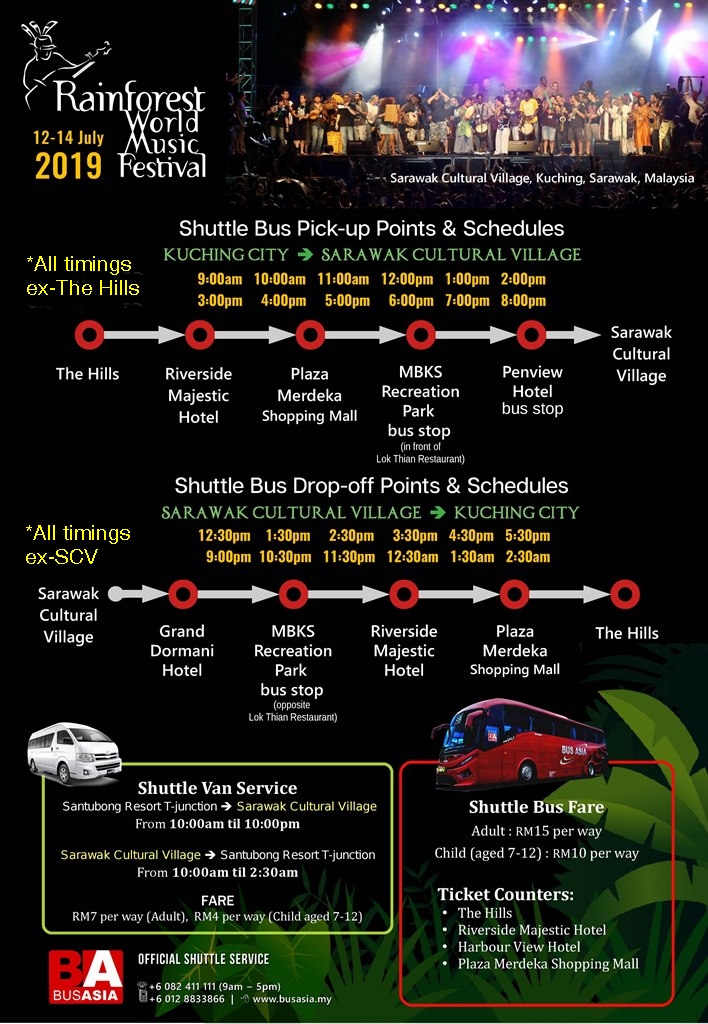 Rainforest
World
Music
Festival
12-14 July
2019
Sarawak Cultural Village, Kuching, Sarawak, Malaysia
Shuttle Bus Pick-up Points & Schedules
KUCHING CITY ➔ SARAWAK CULTURAL VILLAGE
*All timings
ex-The Hills
9:00am 10:00am 11:00am 12:00pm 1:00pm 2:00pm
3:00pm 4:00pm 5:00pm 6:00pm 7:00pm 8:00pm
The Hills
Riverside
Majestic
Hotel
Plaza
Merdeka
Shopping Mall
MBKS
Recreation
Park
bus stop
(in front of
Lok Thian Restaurant)
Penview
Hotel
bus stop
Sarawak
Cultural
Village
Shuttle Bus Drop-off Points & Schedules
SARAWAK CULTURAL VILLAGE ➔ KUCHING CITY
*All timings
ex-SCV
12:30pm 1:30pm 2:30pm 3:30pm 4:30pm 5:30pm
9:00pm 10:30pm 11:30pm 12:30am 1:30am 2:30am
Sarawak
Cultural
Village
Grand
Dormani
Hotel
MBKS
Recreation
Park
bus stop
(opposite
Lok Thian Restaurant)
Riverside
Majestic
Hotel
Plaza
Merdeka
Shopping Mall
The Hills
Shuttle Van Service
Santubong Resort T-junction ➔ Sarawak Cultural Village
From 10:00am til 10:00pm
Sarawak Cultural Village ➔ Santubong Resort T-junction
From 10:00am til 2:30am
FARE
RM7 per way (Adult), RM4 per way (Child aged 7-12)
BUS ASIA
Shuttle Bus Fare
Adult : RM15 per way
Child (aged 7-12) : RM10 per way
Ticket Counters:
• The Hills
• Riverside Majestic Hotel
• Harbour View Hotel
• Plaza Merdeka Shopping Mall
BA
BUSASIA
OFFICIAL SHUTTLE SERVICE
+6 082 411 111 (9am – 5pm)
+6 012 8833866 | www.busasia.my